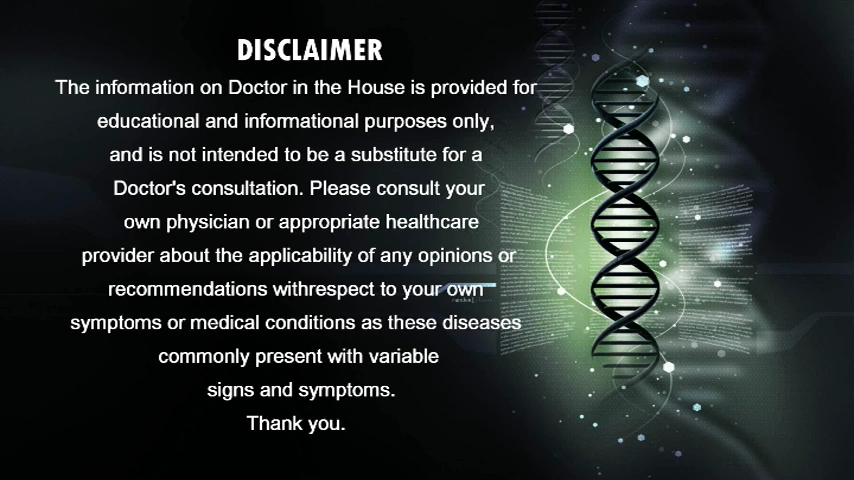 DISCLAIMER
The information on Doctor in the House is provided for
educational and informational purposes only,
and is not intended to be a substitute for a
Doctor's consultation. Please consult your
own physician or appropriate healthcare
provider about the applicability of any opinions or
recommendations withrespect to your own
symptoms or medical conditions as these diseases
commonly present with variable
signs and symptoms.
Thank you.